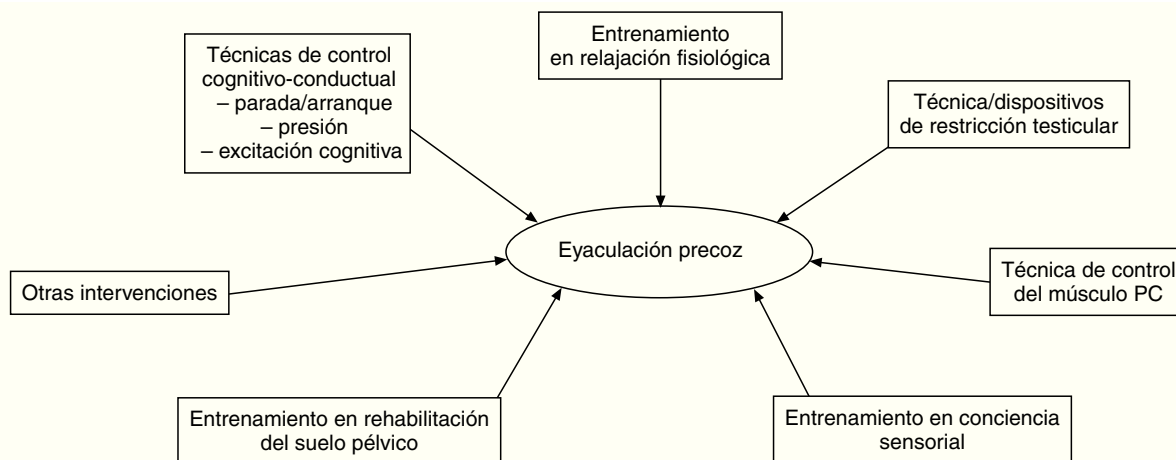 Entrenamiento
en relajación fisiológica
Técnicas de control
cognitivo-conductual
– parada/arranque
– presión
– excitación cognitiva
Técnica/dispositivos
de restricción testicular
Eyaculación precoz
Otras intervenciones
Técnica de control
del músculo PC
Entrenamiento en rehabilitación
del suelo pélvico
Entrenamiento en conciencia
sensorial